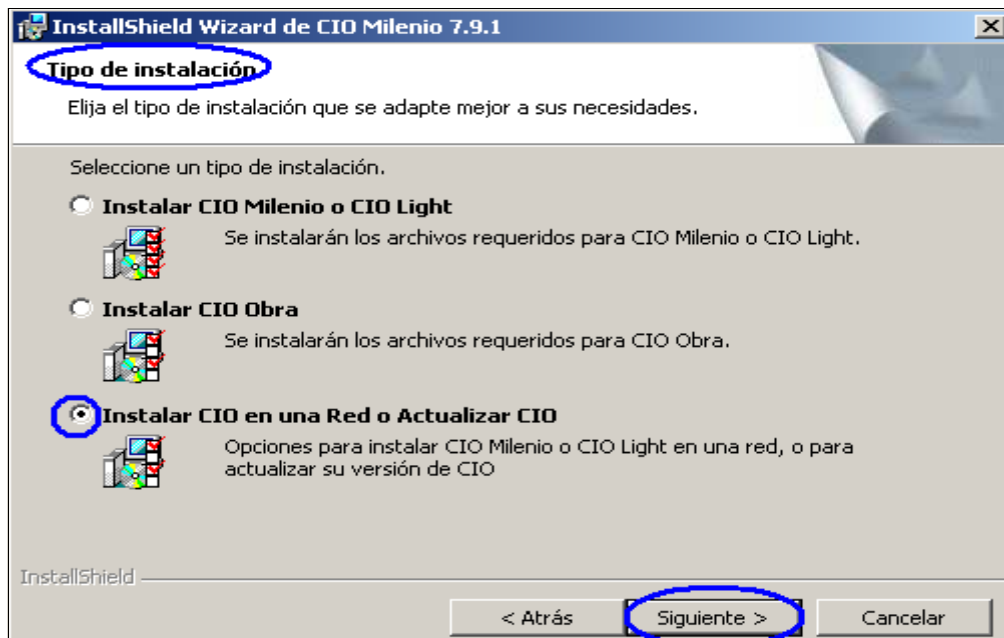 InstallShield Wizard de CIO Milenio 7.9.1
Tipo de instalación
Elija el tipo de instalación que se adapte mejor a sus necesidades.
Seleccione un tipo de instalación.
Instalar CIO Milenio o CIO Light
Se instalarán los archivos requeridos para CIO Milenio o CIO Light.
Instalar CIO Obra
Se instalarán los archivos requeridos para CIO Obra.
Instalar CIO en una Red o Actualizar CIO
Opciones para instalar CIO Milenio o CIO Light en una red, o para
actualizar su versión de CIO
InstallShield
< Atrás
Siguiente >
Cancelar